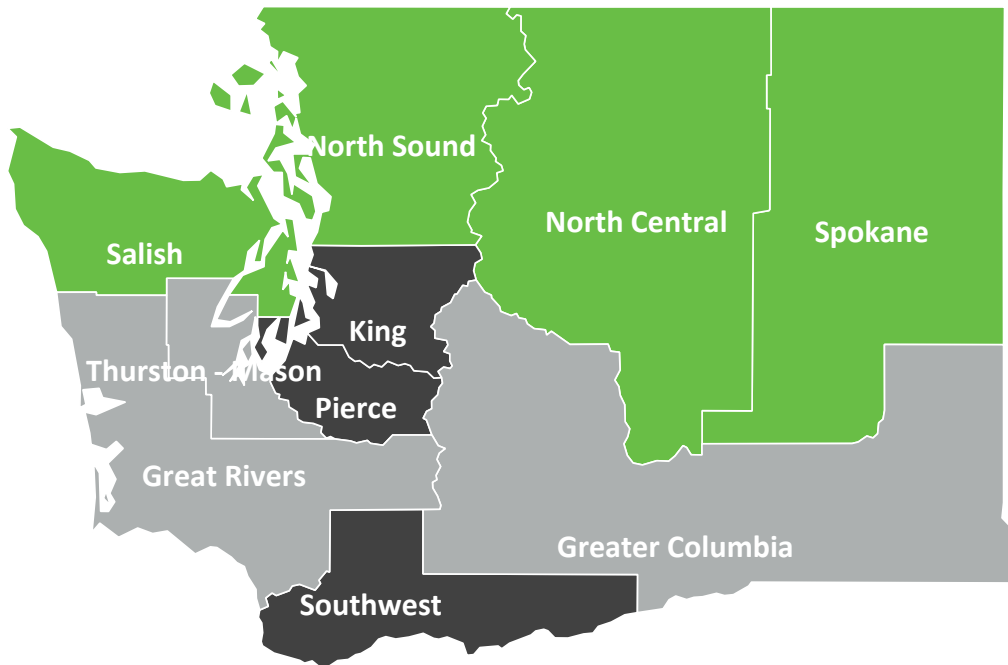 North Sound
North Central
Spokane
Salish
King
Thurston - Mason
Pierce
Great Rivers
Greater Columbia
Southwest